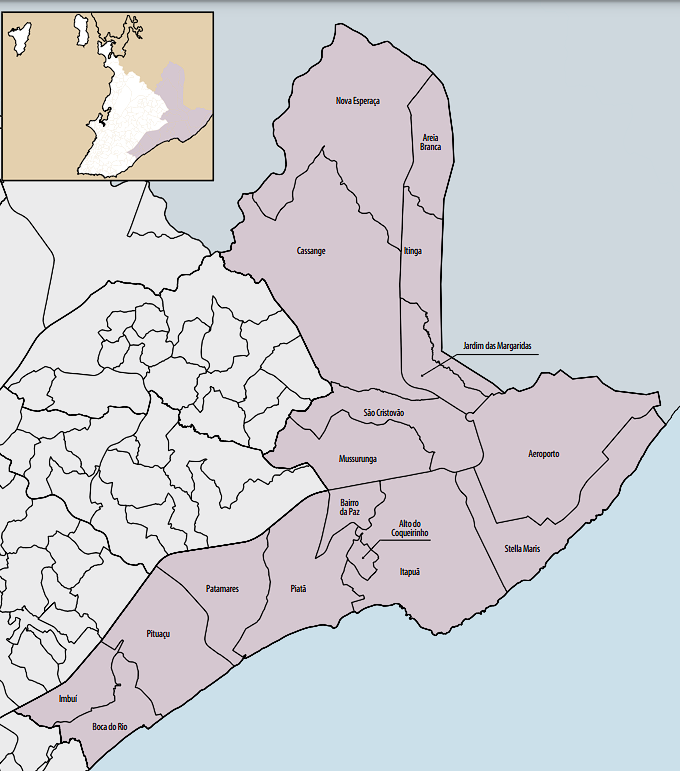 Nova Esperaça
Areia
Branca
Cassange
Itinga
Jardim das Margaridas
São Cristovão
Mussurunga
Aeroporto
Bairro
da Paz
Alto do
Coqueirinho
Stella Maris
Itapuã
Patamares
Piatã
Pituaçu
Imbuí
Boca do Rio